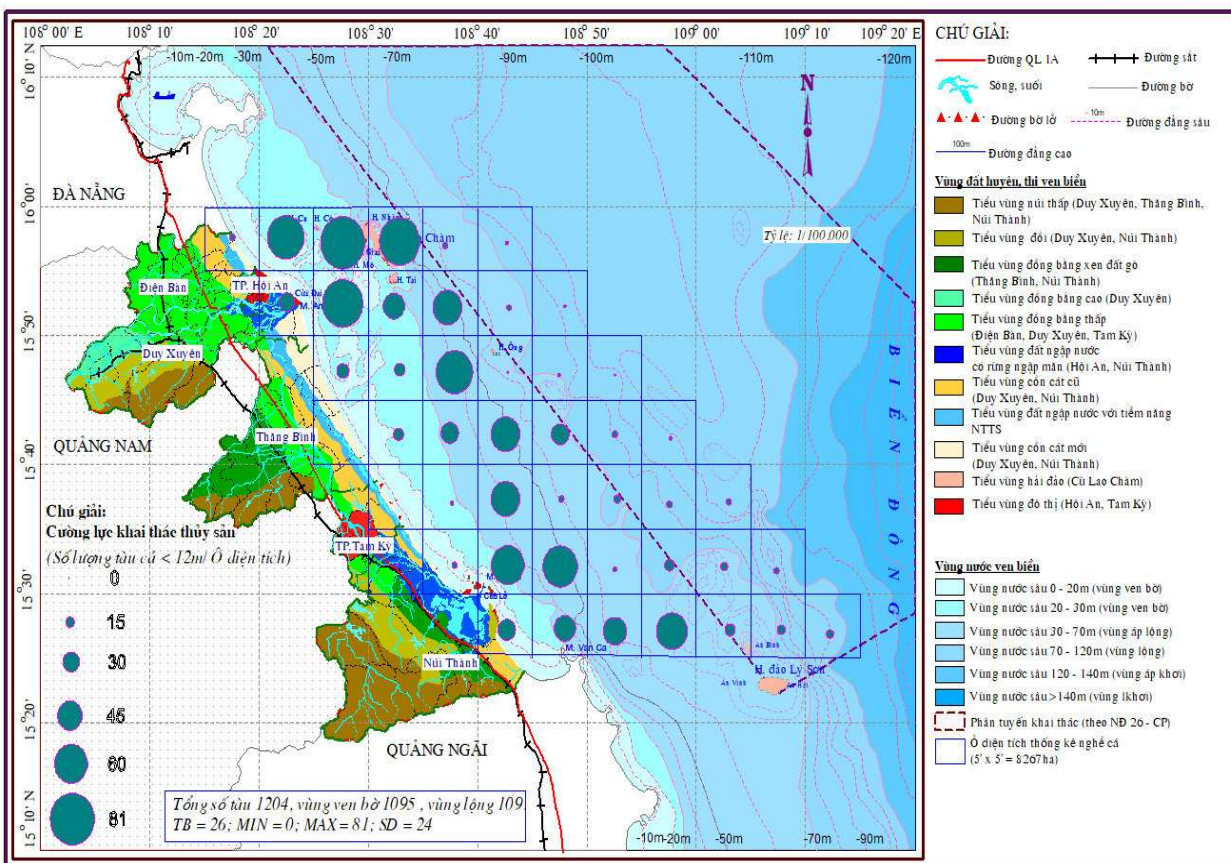 108° 00' E
108° 10'
108° 20'
108° 30'
108° 40'
108° 50'
109° 00'
109° 10'
109° 20' E
-10m -20m -30m -50m -70m -90m -100m -110m -120m
16° 10'
16° 00'
15° 50'
15° 40'
15° 30'
15° 20'
15° 10' N
N
Tỷ lệ: 1/100.000
ĐÀ NẴNG
Chàm
H. Tai
Điện Bàn
TP. Hội An
Cửa Đại
Duy Xuyên
H. Ông
BIỂN ĐÔNG
QUẢNG NAM
Thăng Bình
TP. Tam Kỳ
Núi Thành
M. Van Ca
An Bình
H. đảo Lý Sơn
An Vĩnh
QUẢNG NGÃI
Chú giải:
Cường lực khai thác thủy sản
(Số lượng tàu cá < 12m/ Ô diện tích)
0
15
30
45
60
81
Tổng số tàu 1204, vùng ven bờ 1095 , vùng lộng 109.
TB = 26; MIN = 0; MAX = 81; SD = 24
-10m -20m -50m -70m -90m
CHÚ GIẢI:
Đường QL 1A
Đường sắt
Sông, suối
Đường bờ
Đường bờ lở
- 10m
Đường đẳng sâu
100m
Đường đẳng cao
Vùng đất huyện, thị ven biển
Tiểu vùng núi thấp (Duy Xuyên, Thăng Bình,
Núi Thành)
Tiểu vùng đồi (Duy Xuyên, Núi Thành)
Tiểu vùng đồng bằng xen đất gò
(Thăng Bình, Núi Thành)
Tiểu vùng đồng bằng cao (Duy Xuyên)
Tiểu vùng đồng bằng thấp
(Điện Bàn, Duy Xuyên, Tam Kỳ)
Tiểu vùng đất ngập nước
có rừng ngập mặn (Hội An, Núi Thành)
Tiểu vùng cồn cát cũ
(Duy Xuyên, Núi Thành)
Tiểu vùng đất ngập nước với tiềm năng
NTTS
Tiểu vùng cồn cát mới
(Duy Xuyên, Núi Thành)
Tiểu vùng hải đảo (Cù Lao Chàm)
Tiểu vùng đô thị (Hội An, Tam Kỳ)
Vùng nước ven biển
Vùng nước sâu 0 - 20m (vùng ven bờ)
Vùng nước sâu 20 - 30m (vùng ven bờ)
Vùng nước sâu 30 - 70m (vùng áp lộng)
Vùng nước sâu 70 - 120m (vùng lộng)
Vùng nước sâu 120 - 140m (vùng áp khơi)
Vùng nước sâu >140m (vùng lkhơi)
Phân tuyến khai thác (theo NĐ 26 - CP)
Ô diện tích thống kê nghề cá
(5' x 5' = 8267ha)